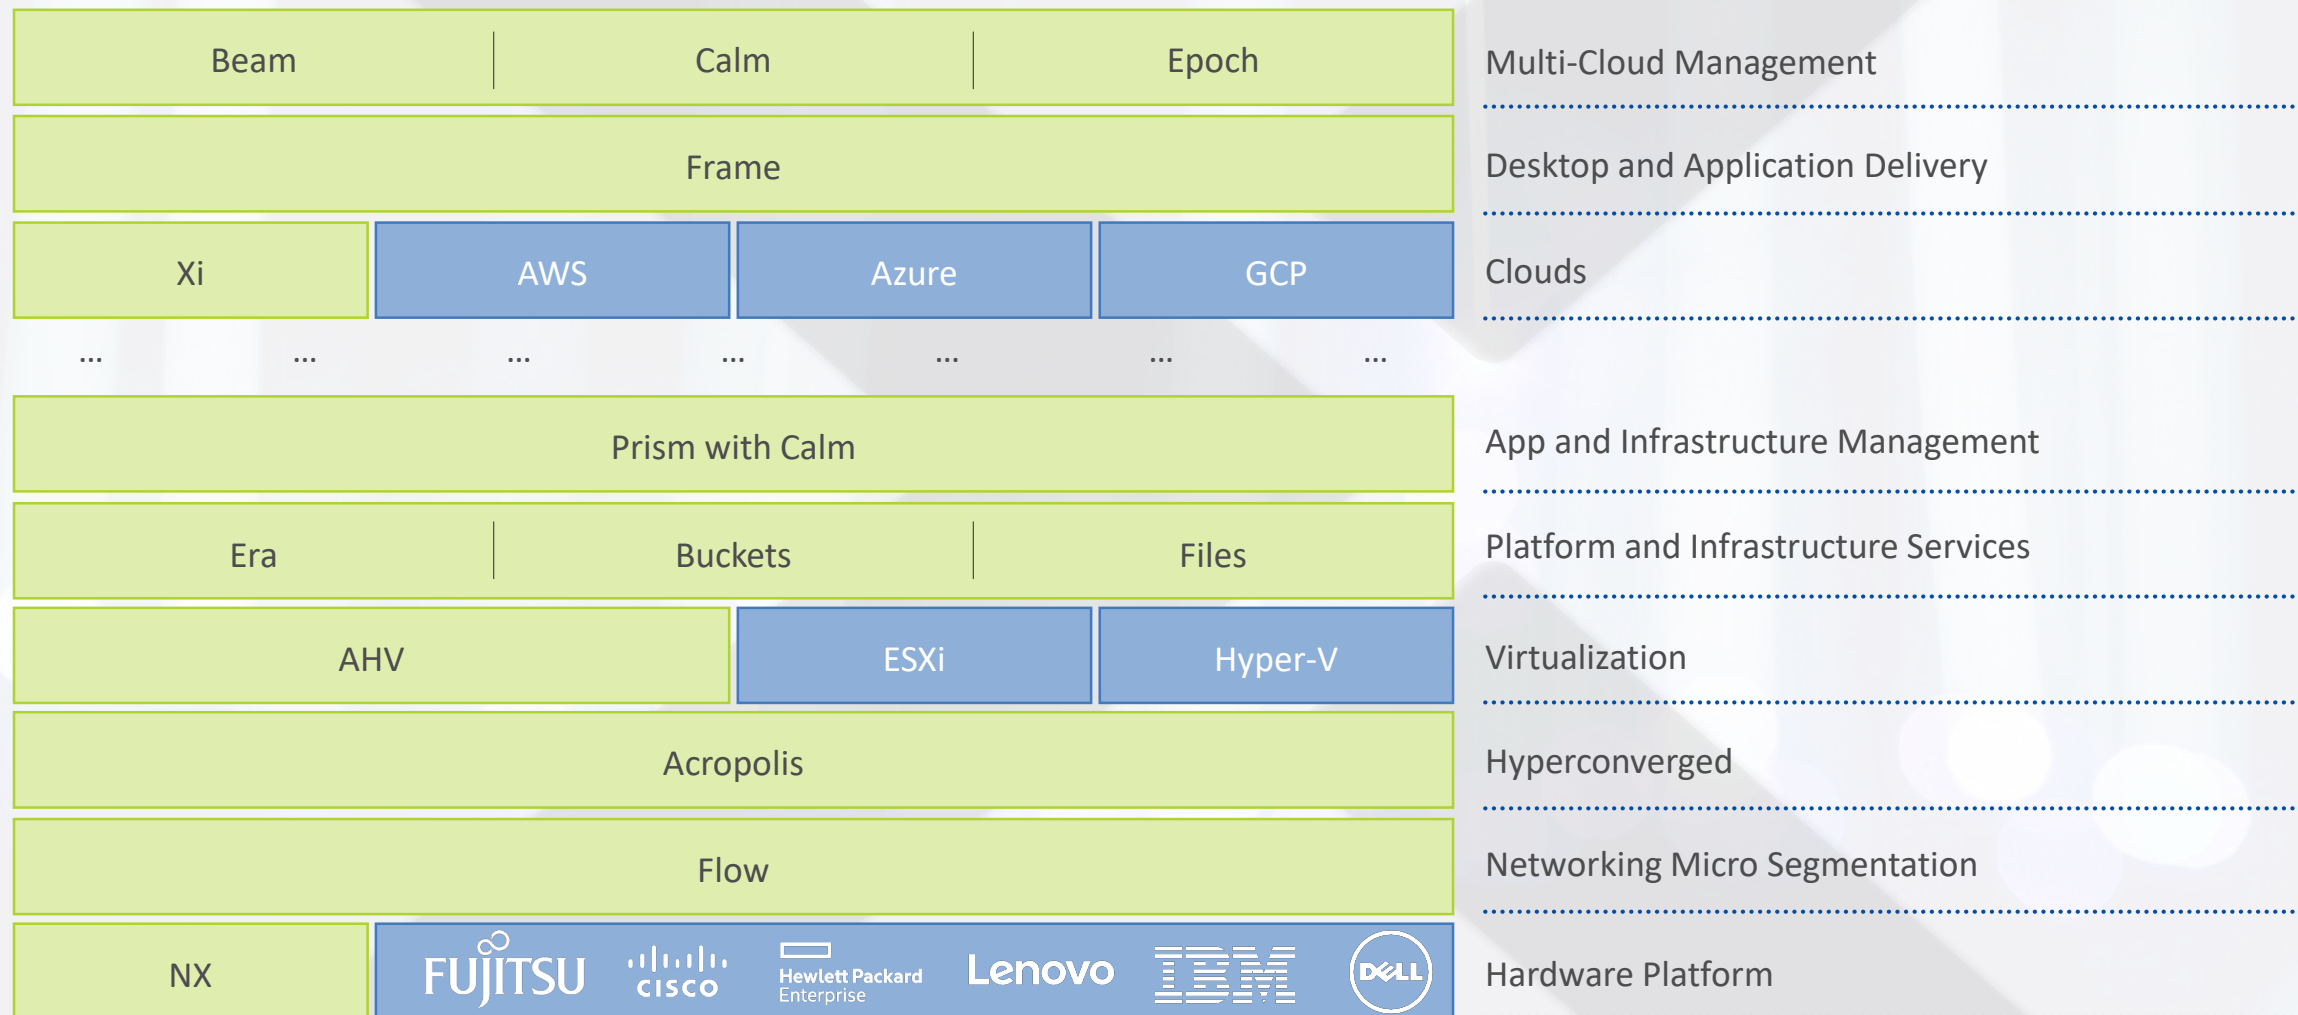 Beam Calm Epoch Multi-Cloud Management
Frame Desktop and Application Delivery
Xi AWS Azure GCP Clouds
... ... ... ... ... ... ...
Prism with Calm App and Infrastructure Management
Era Buckets Files Platform and Infrastructure Services
AHV ESXi Hyper-V Virtualization
Acropolis Hyperconverged
Flow Networking Micro Segmentation
NX FUJITSU CISCO Hewlett Packard Enterprise Lenovo IBM DELL Hardware Platform